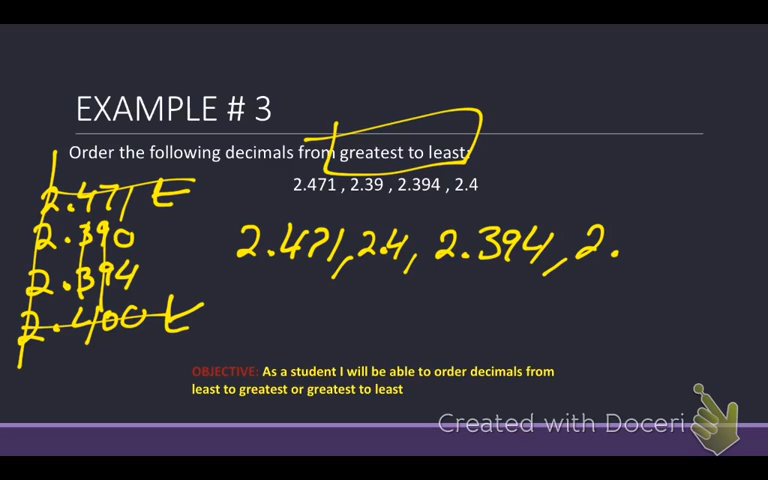 EXAMPLE # 3
Order the following decimals from greatest to least:
2.471 , 2.39 , 2.394 , 2.4
2.471
2.390
2.394
2.400
2.471, 2.4, 2.394, 2.
OBJECTIVE: As a student I will be able to order decimals from
least to greatest or greatest to least
Created with Doceri